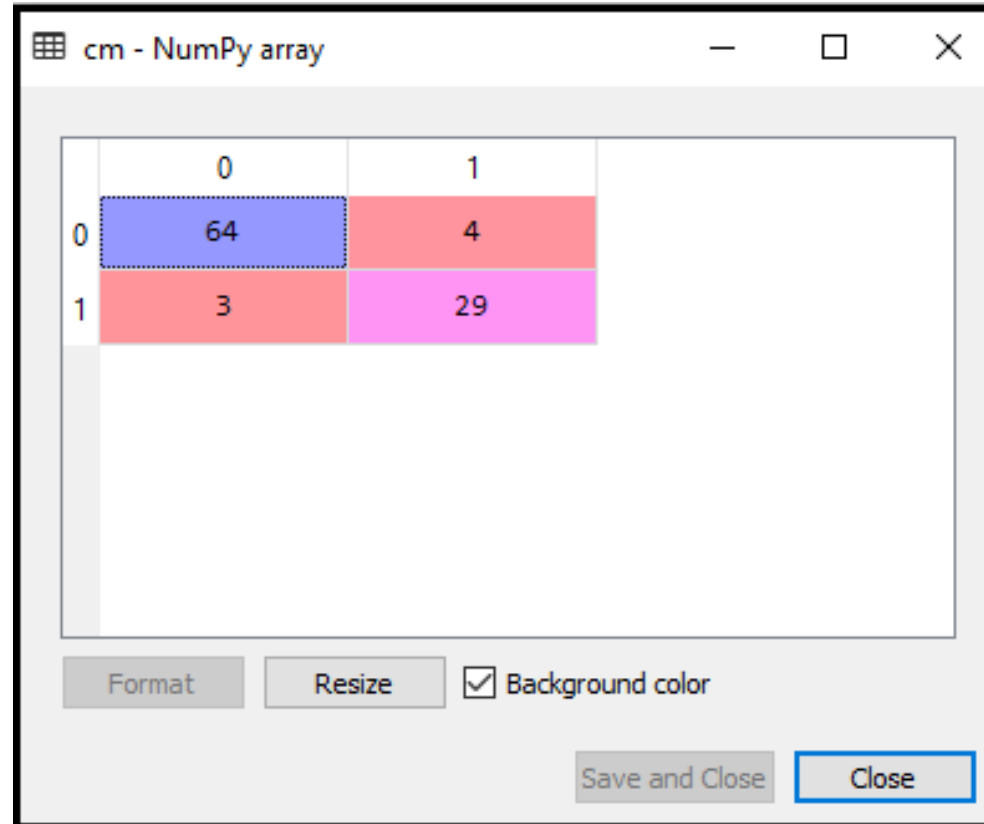 cm - NumPy array
0 1
0 64 4
1 3 29
Format Resize Background color
Save and Close Close